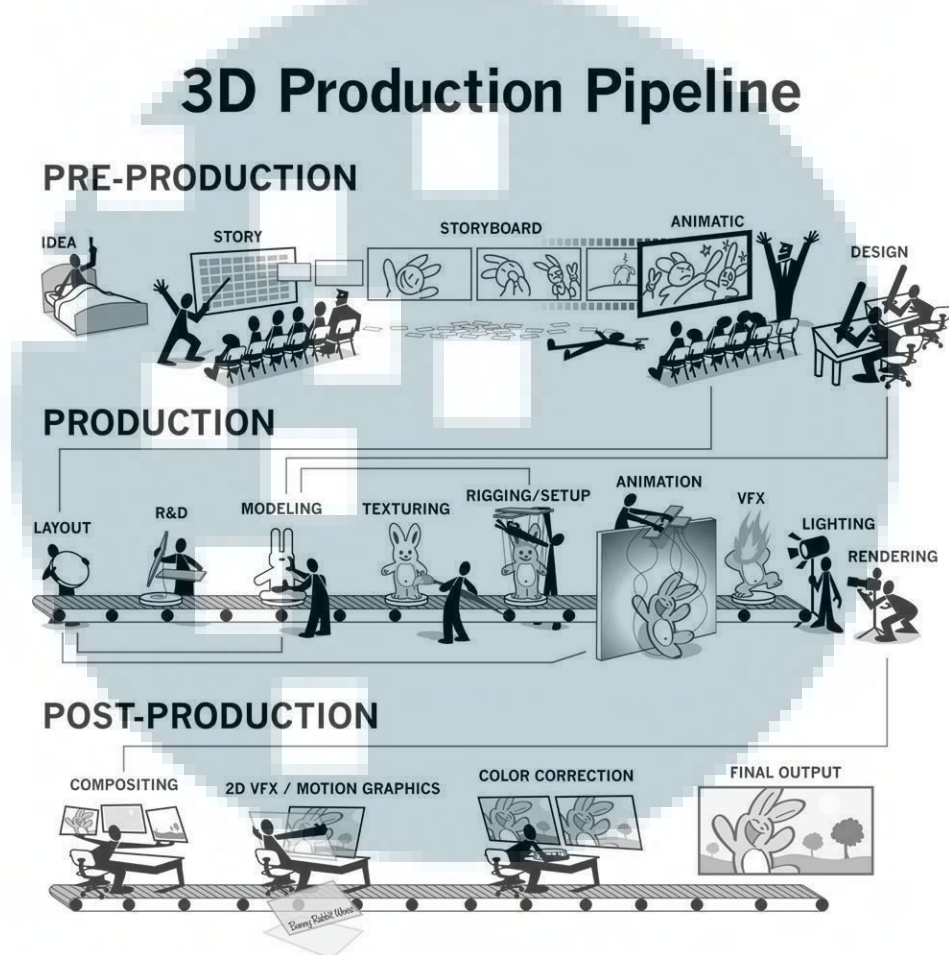 3D Production Pipeline
PRE-PRODUCTION
IDEA
STORY
STORYBOARD
ANIMATIC
DESIGN
PRODUCTION
LAYOUT
R&D
MODELING
TEXTURING
RIGGING/SETUP
ANIMATION
VFX
LIGHTING
RENDERING
POST-PRODUCTION
COMPOSITING
2D VFX / MOTION GRAPHICS
COLOR CORRECTION
FINAL OUTPUT
Bunny Rabbit Woes